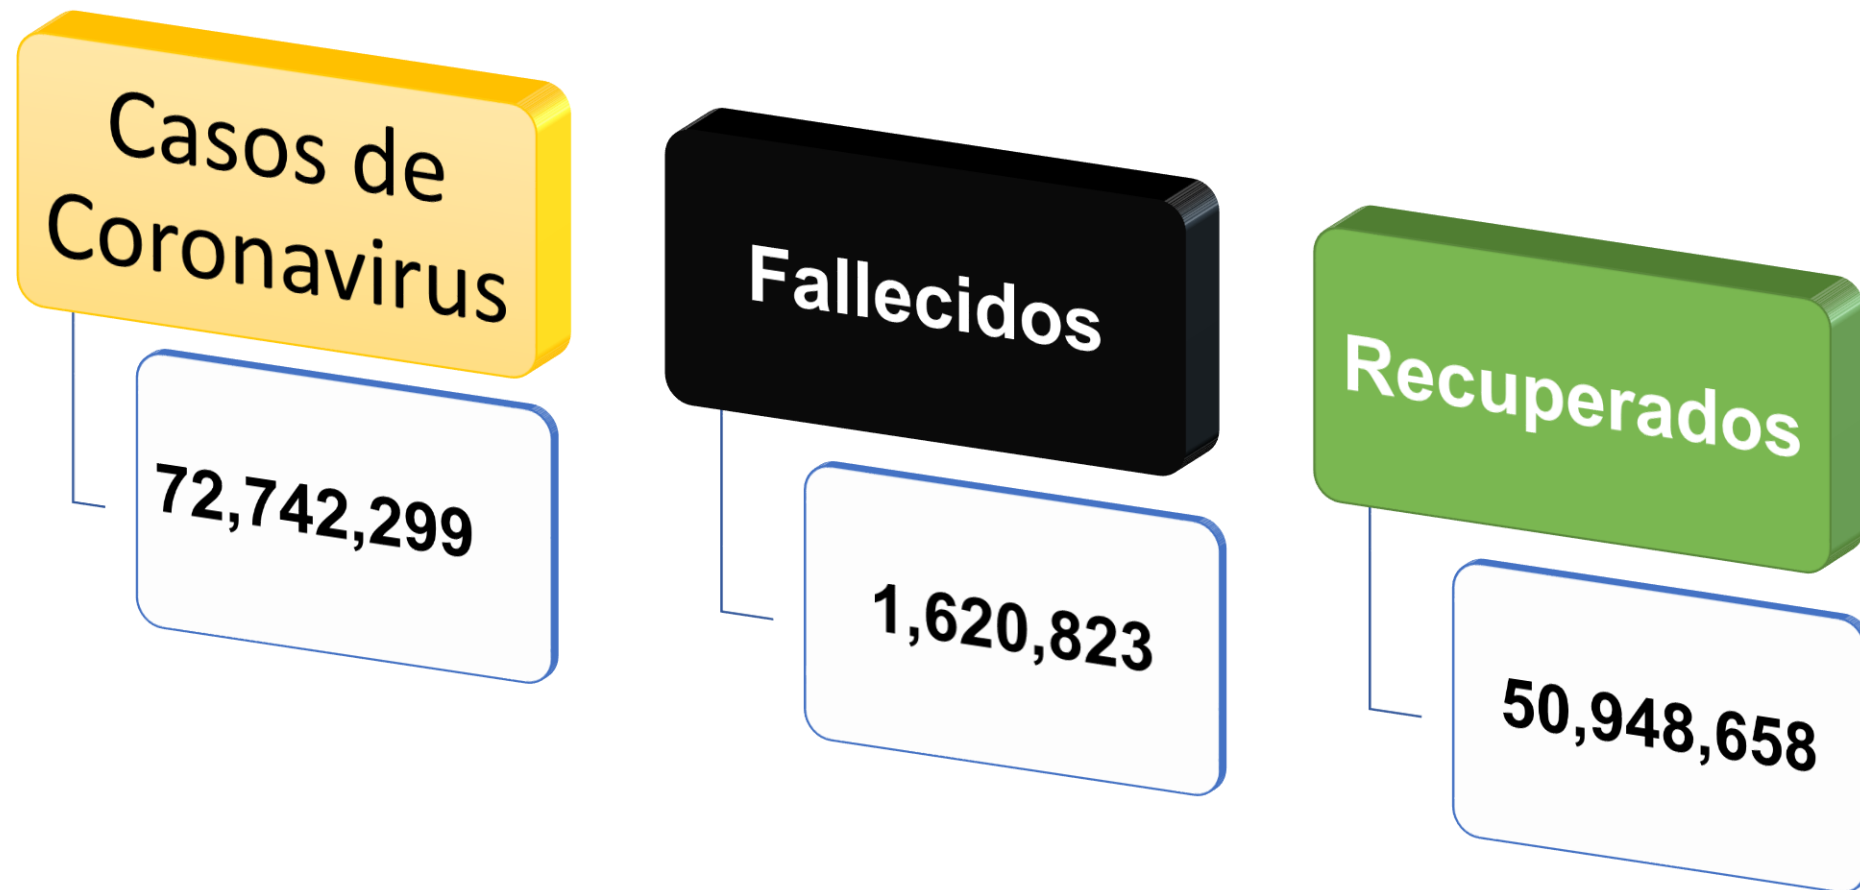 Casos de
Coronavirus
72,742,299
Fallecidos
1,620,823
Recuperados
50,948,658